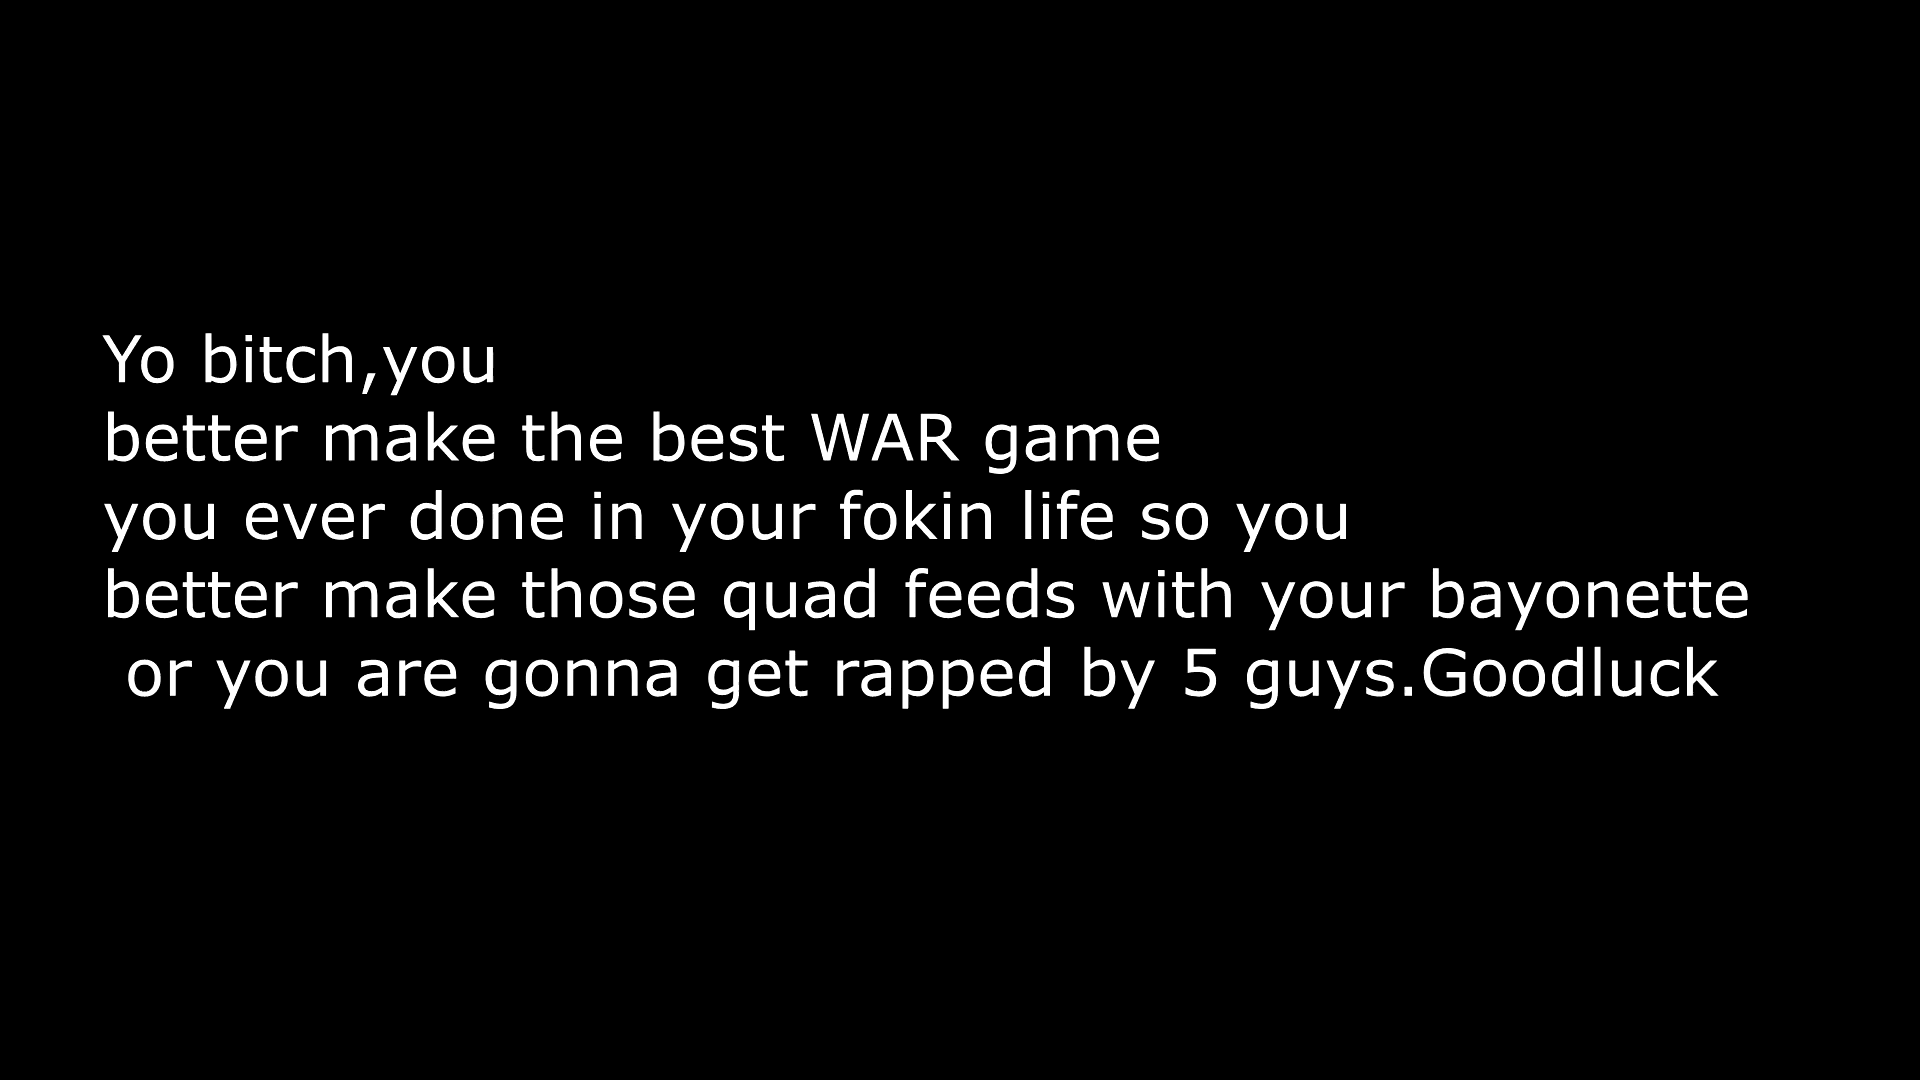 Yo bitch,you
better make the best WAR game
you ever done in your fokin life so you
better make those quad feeds with your bayonette
or you are gonna get rapped by 5 guys.Goodluck